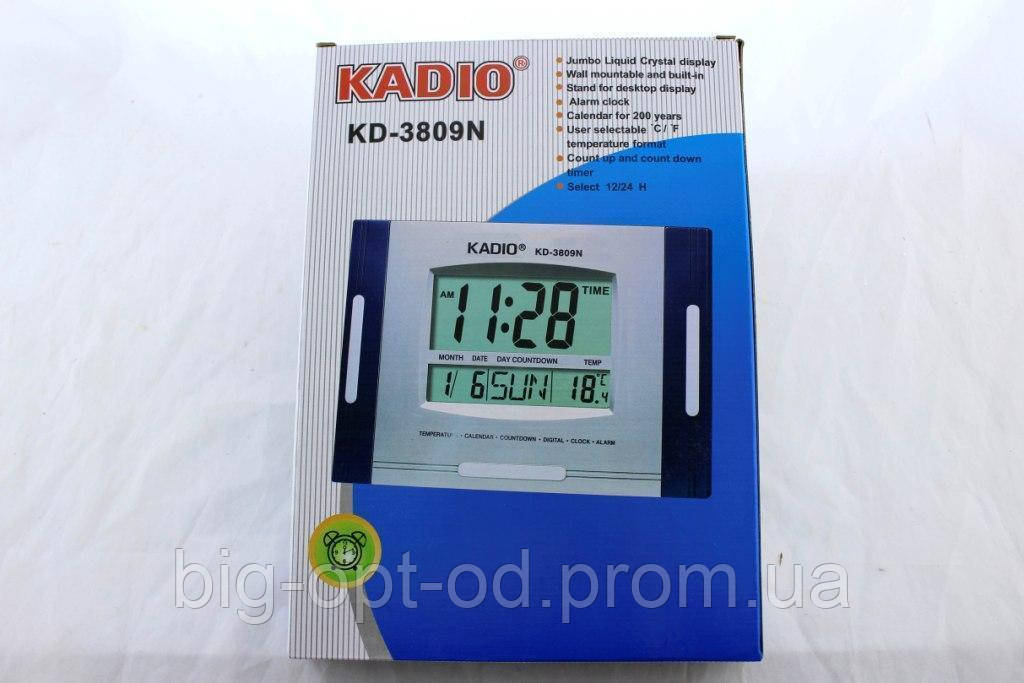 KADIO®
KD-3809N
Jumbo Liquid Crystal display
Wall mountable and built-in
Stand for desktop display
Alarm clock
Calendar for 200 years
User selectable °C/°F
temperature format
Count up and count down
timer
Select 12/24 H
KADIO® KD-3809N
AM 11:28 TIME
MONTH DATE DAY COUNTDOWN TEMP
1/ 6 SUN 18.4 °C
TEMPERATU · CALENDAR · COUNTDOWN · DIGITAL · CLOCK · ALARM
big-opt-od.prom.ua